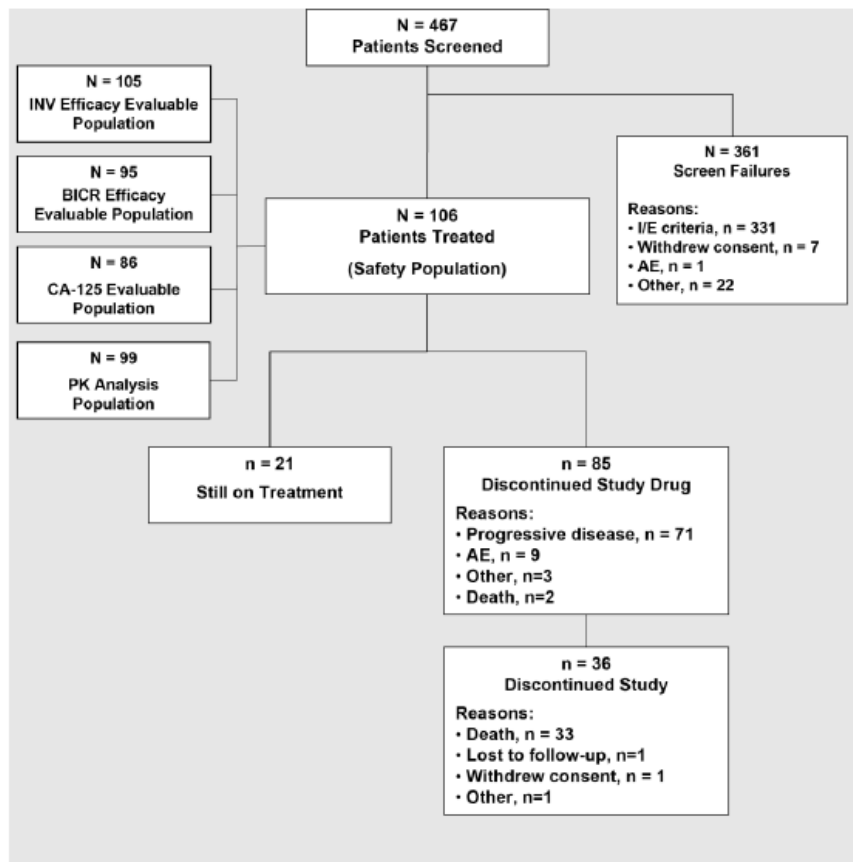 N = 467
Patients Screened
N = 105
INV Efficacy Evaluable
Population
N = 95
BICR Efficacy
Evaluable Population
N = 86
CA-125 Evaluable
Population
N = 99
PK Analysis
Population
N = 106
Patients Treated
(Safety Population)
N = 361
Screen Failures
Reasons:
• I/E criteria, n = 331
• Withdrew consent, n = 7
• AE, n = 1
• Other, n = 22
n = 21
Still on Treatment
n = 85
Discontinued Study Drug
Reasons:
• Progressive disease, n = 71
• AE, n = 9
• Other, n=3
• Death, n=2
n = 36
Discontinued Study
Reasons:
• Death, n = 33
• Lost to follow-up, n=1
• Withdrew consent, n = 1
• Other, n=1